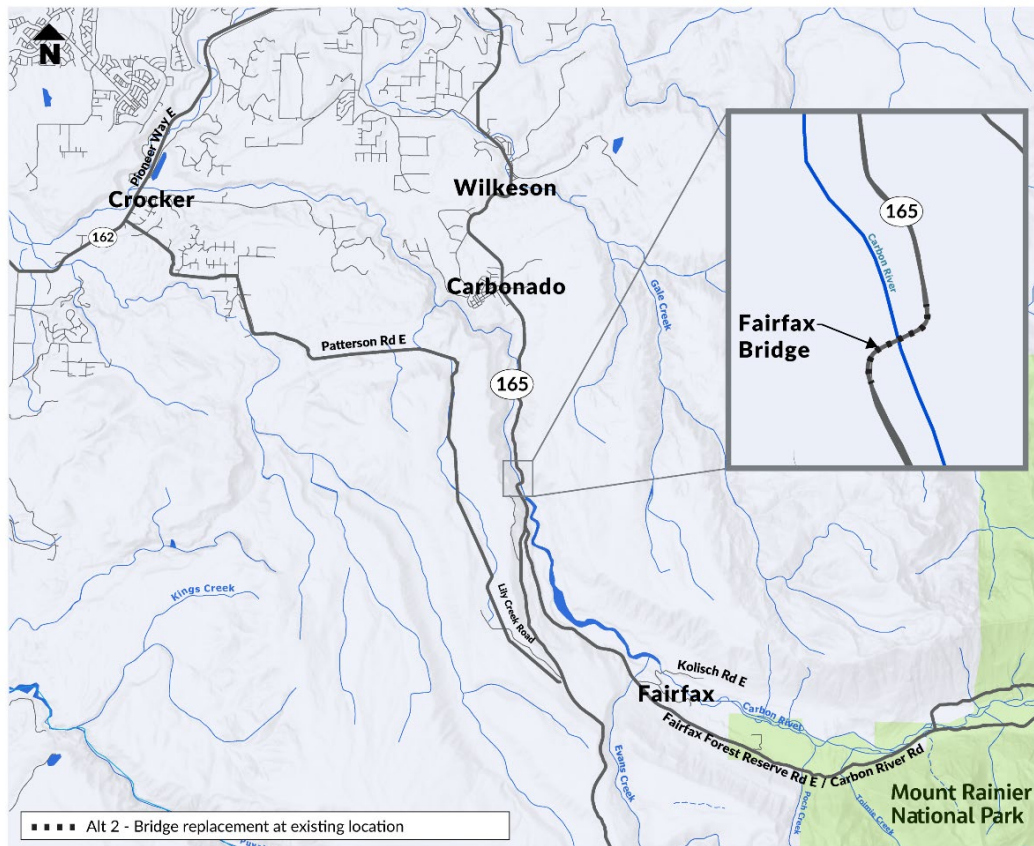 N
Pioneer Way E
Crocker
162
Wilkeson
Carbonado
Patterson Rd E
165
Gale Creek
165
Carbon River
Fairfax
Bridge
Kings Creek
Lily Creek Road
Kolisch Rd E
Fairfax
Carbon River
Fairfax Forest Reserve Rd E / Carbon River Rd
Evans Creek
Poch Creek
Tolmie Creek
Mount Rainier
National Park
Alt 2 - Bridge replacement at existing location